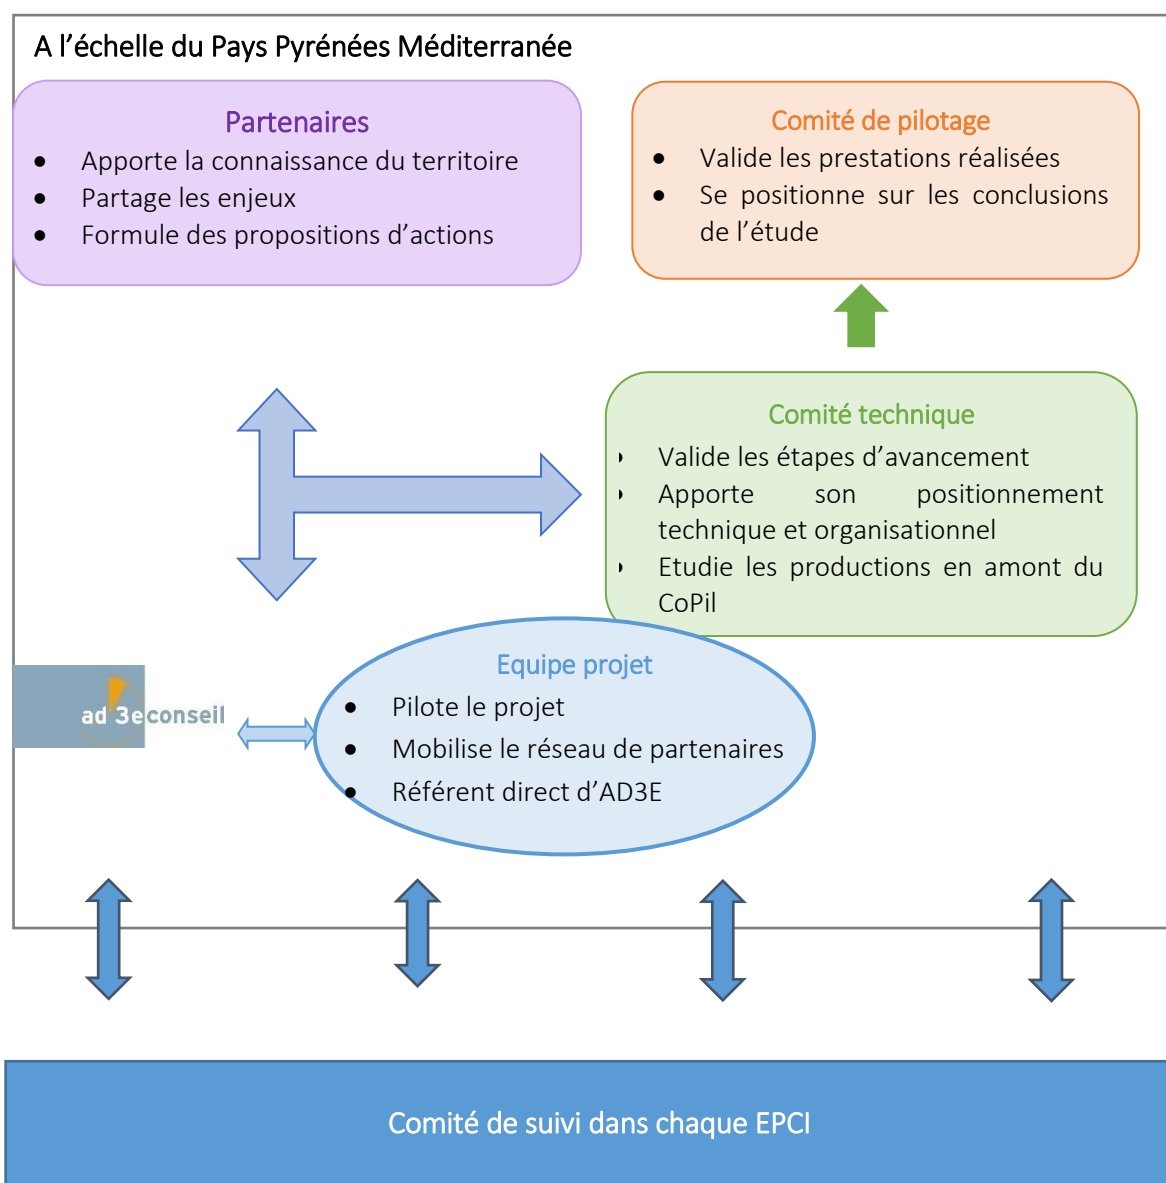 A l’échelle du Pays Pyrénées Méditerranée
Partenaires
• Apporte la connaissance du territoire
• Partage les enjeux
• Formule des propositions d’actions
Comité de pilotage
• Valide les prestations réalisées
• Se positionne sur les conclusions
de l’étude
Comité technique
• Valide les étapes d’avancement
• Apporte son positionnement
technique et organisationnel
• Etudie les productions en amont du
CoPil
Equipe projet
• Pilote le projet
• Mobilise le réseau de partenaires
• Référent direct d’AD3E
ad 3e conseil
Comité de suivi dans chaque EPCI